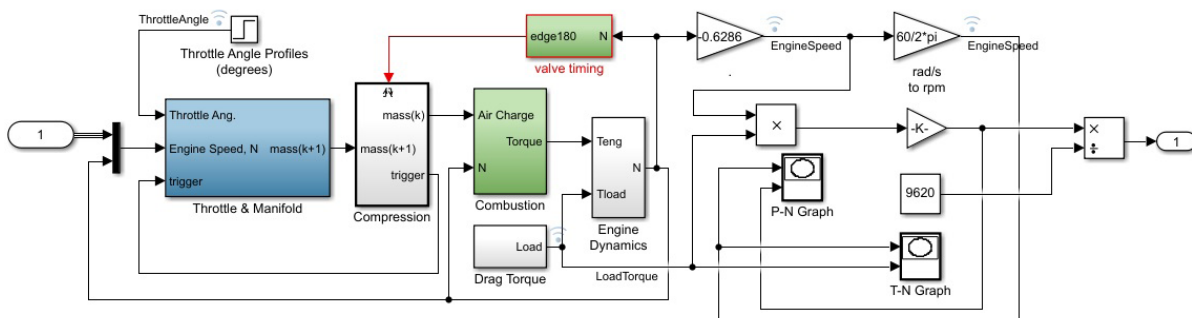 ThrottleAngle
Throttle Angle Profiles
(degrees)
edge180 N
valve timing
-0.6286
EngineSpeed
.
60/2*pi
EngineSpeed
rad/s
to rpm
1
Throttle Ang.
Engine Speed, N
mass(k+1)
trigger
Throttle & Manifold
mass(k)
mass(k+1)
trigger
Compression
Air Charge
Torque
N
Combustion
Teng
N
Tload
Engine
Dynamics
Load
Drag Torque
LoadTorque
×
-K-
P-N Graph
9620
T-N Graph
×
÷
1